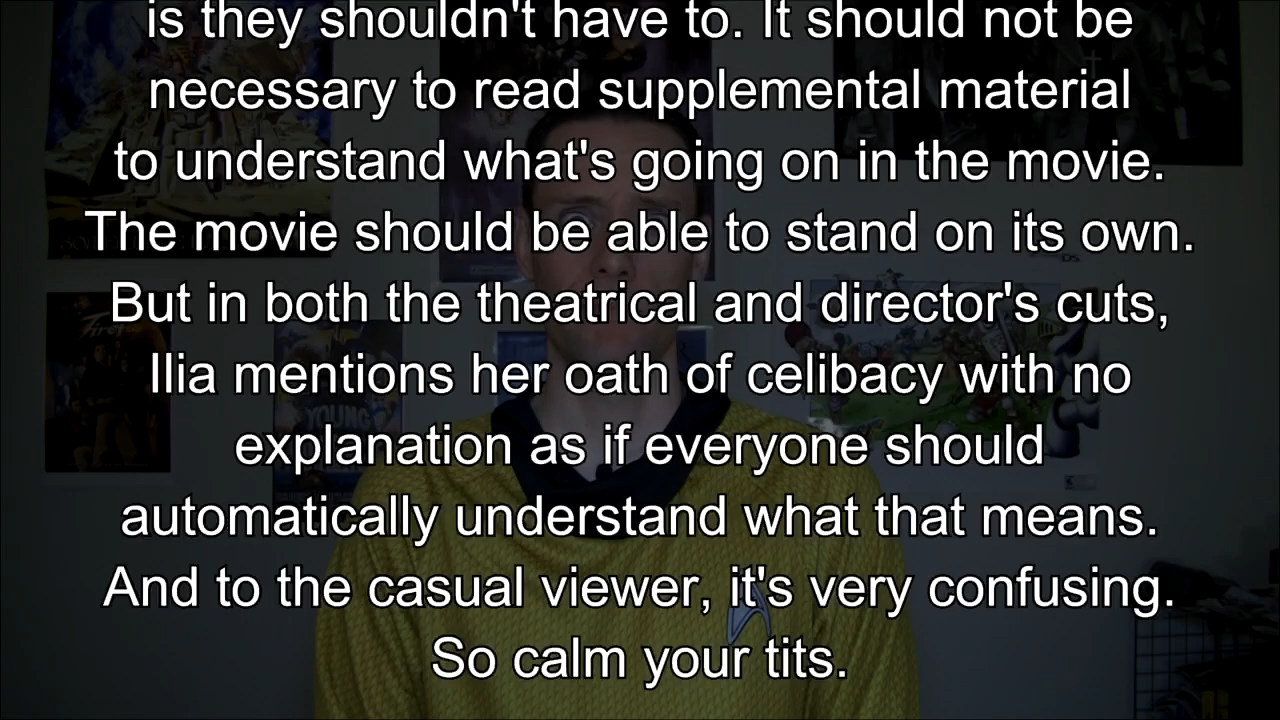 is they shouldn't have to. It should not be
necessary to read supplemental material
to understand what's going on in the movie.
The movie should be able to stand on its own.
But in both the theatrical and director's cuts,
Ilia mentions her oath of celibacy with no
explanation as if everyone should
automatically understand what that means.
And to the casual viewer, it's very confusing.
So calm your tits.
Firefly
YOUNG
DS